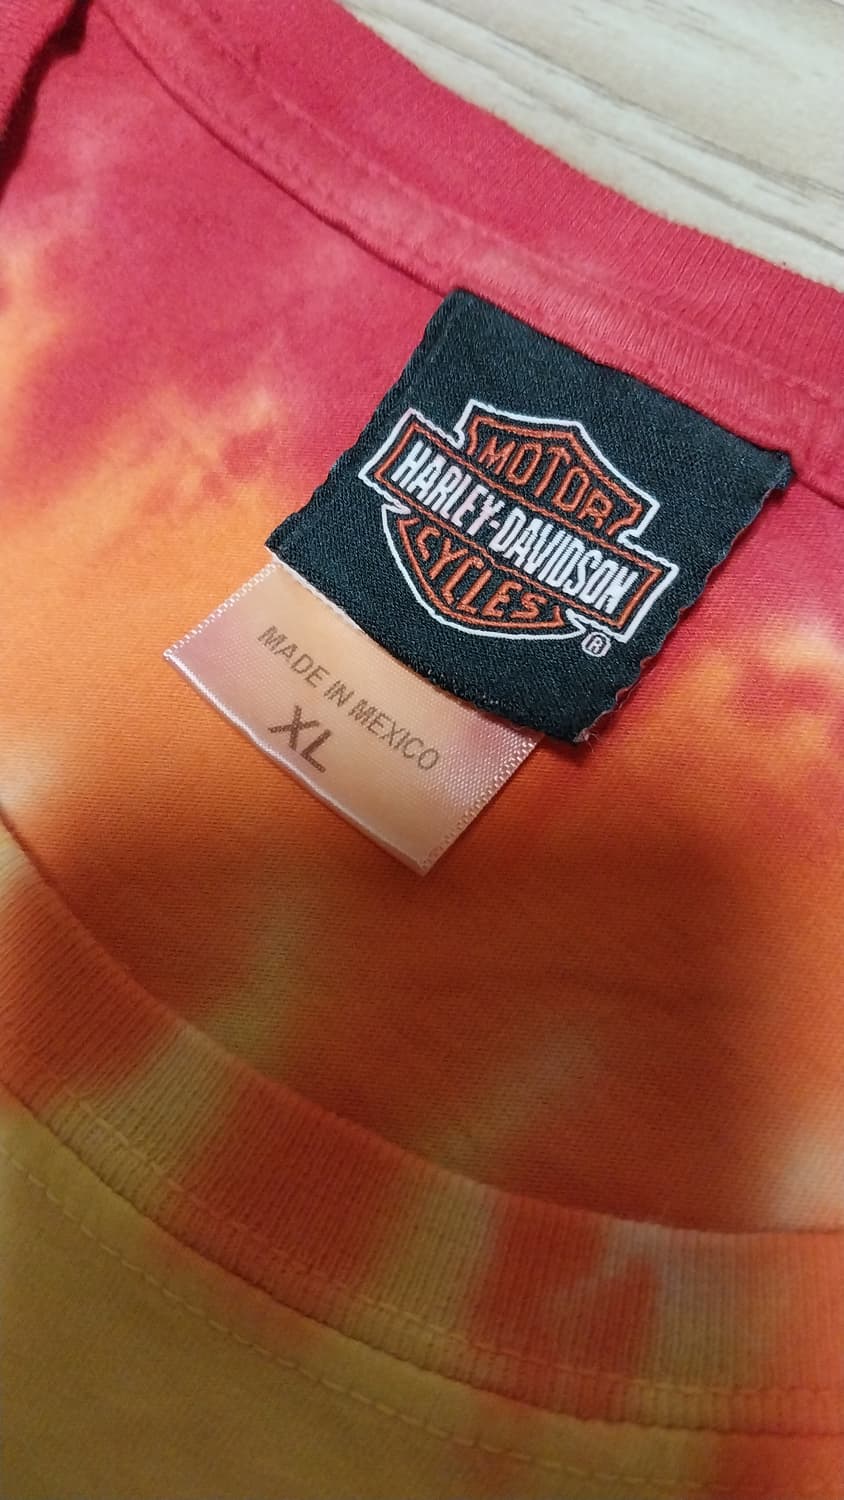 MOTOR
HARLEY-DAVIDSON
CYCLES
®
MADE IN MEXICO
XL